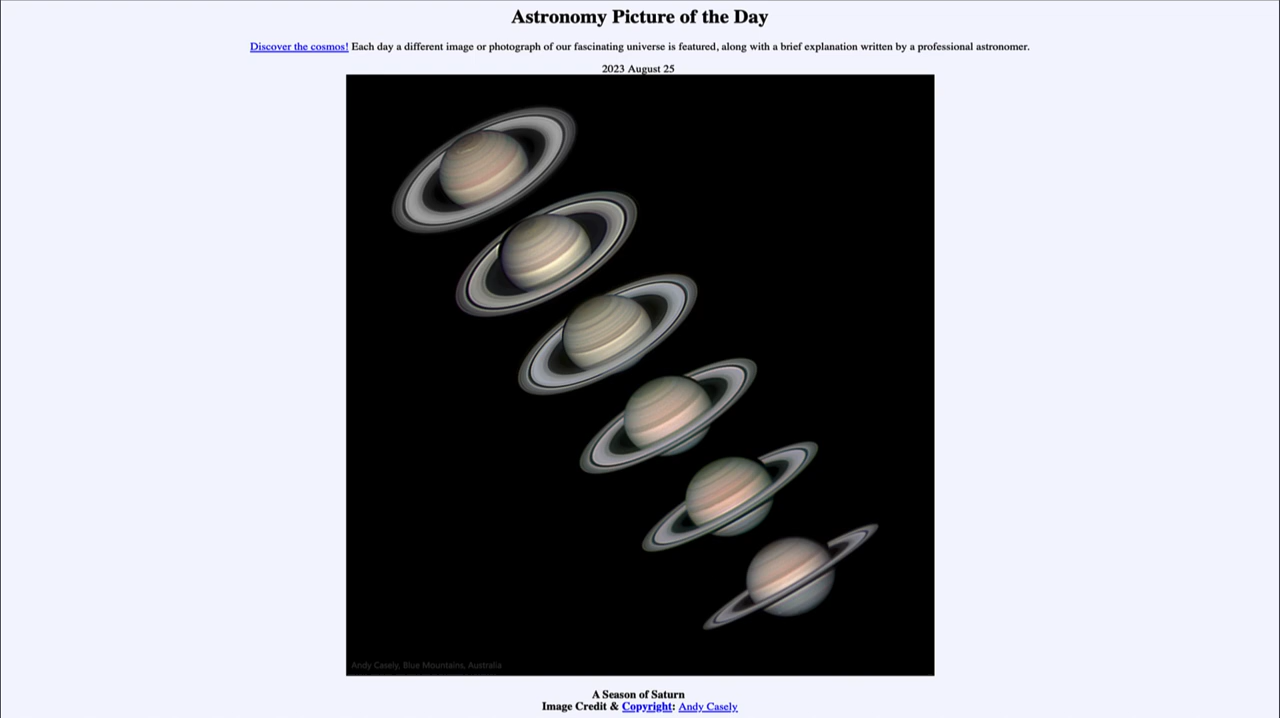 Astronomy Picture of the Day
Discover the cosmos! Each day a different image or photograph of our fascinating universe is featured, along with a brief explanation written by a professional astronomer.
2023 August 25
Andy Casely, Blue Mountains, Australia
A Season of Saturn
Image Credit & Copyright: Andy Casely